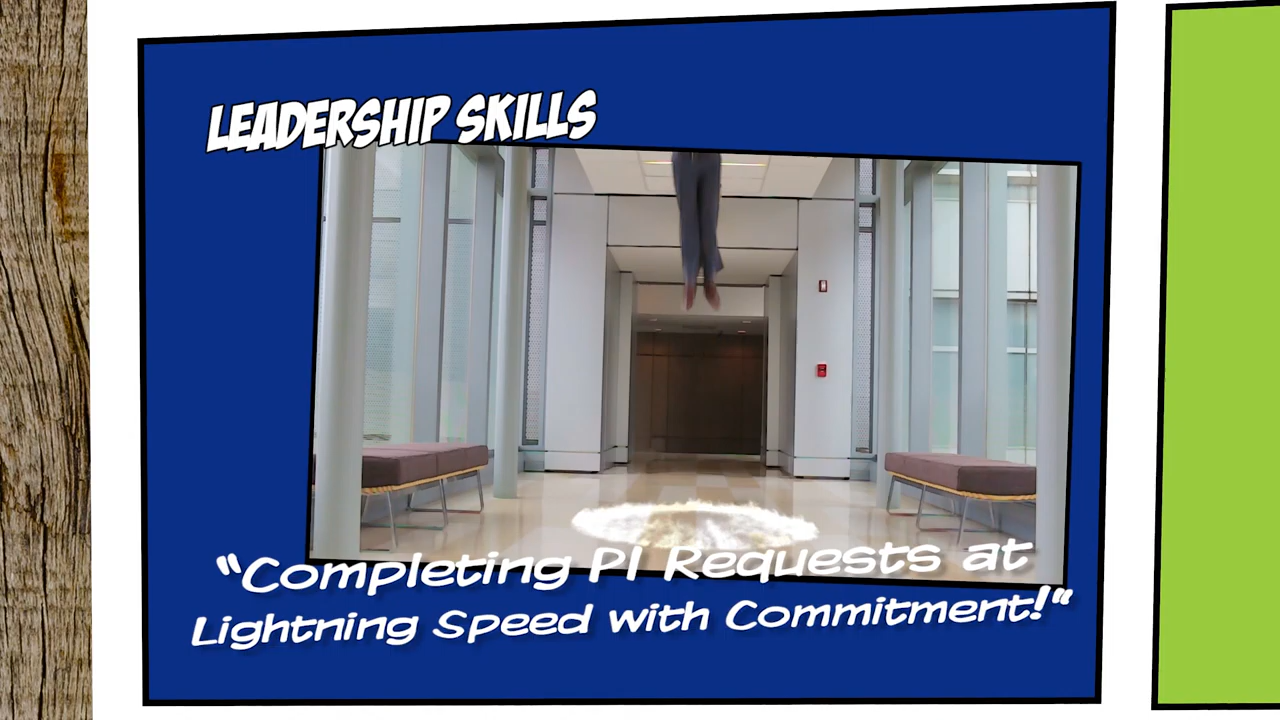 LEADERSHIP SKILLS
"Completing PI Requests at
Lightning Speed with Commitment!"